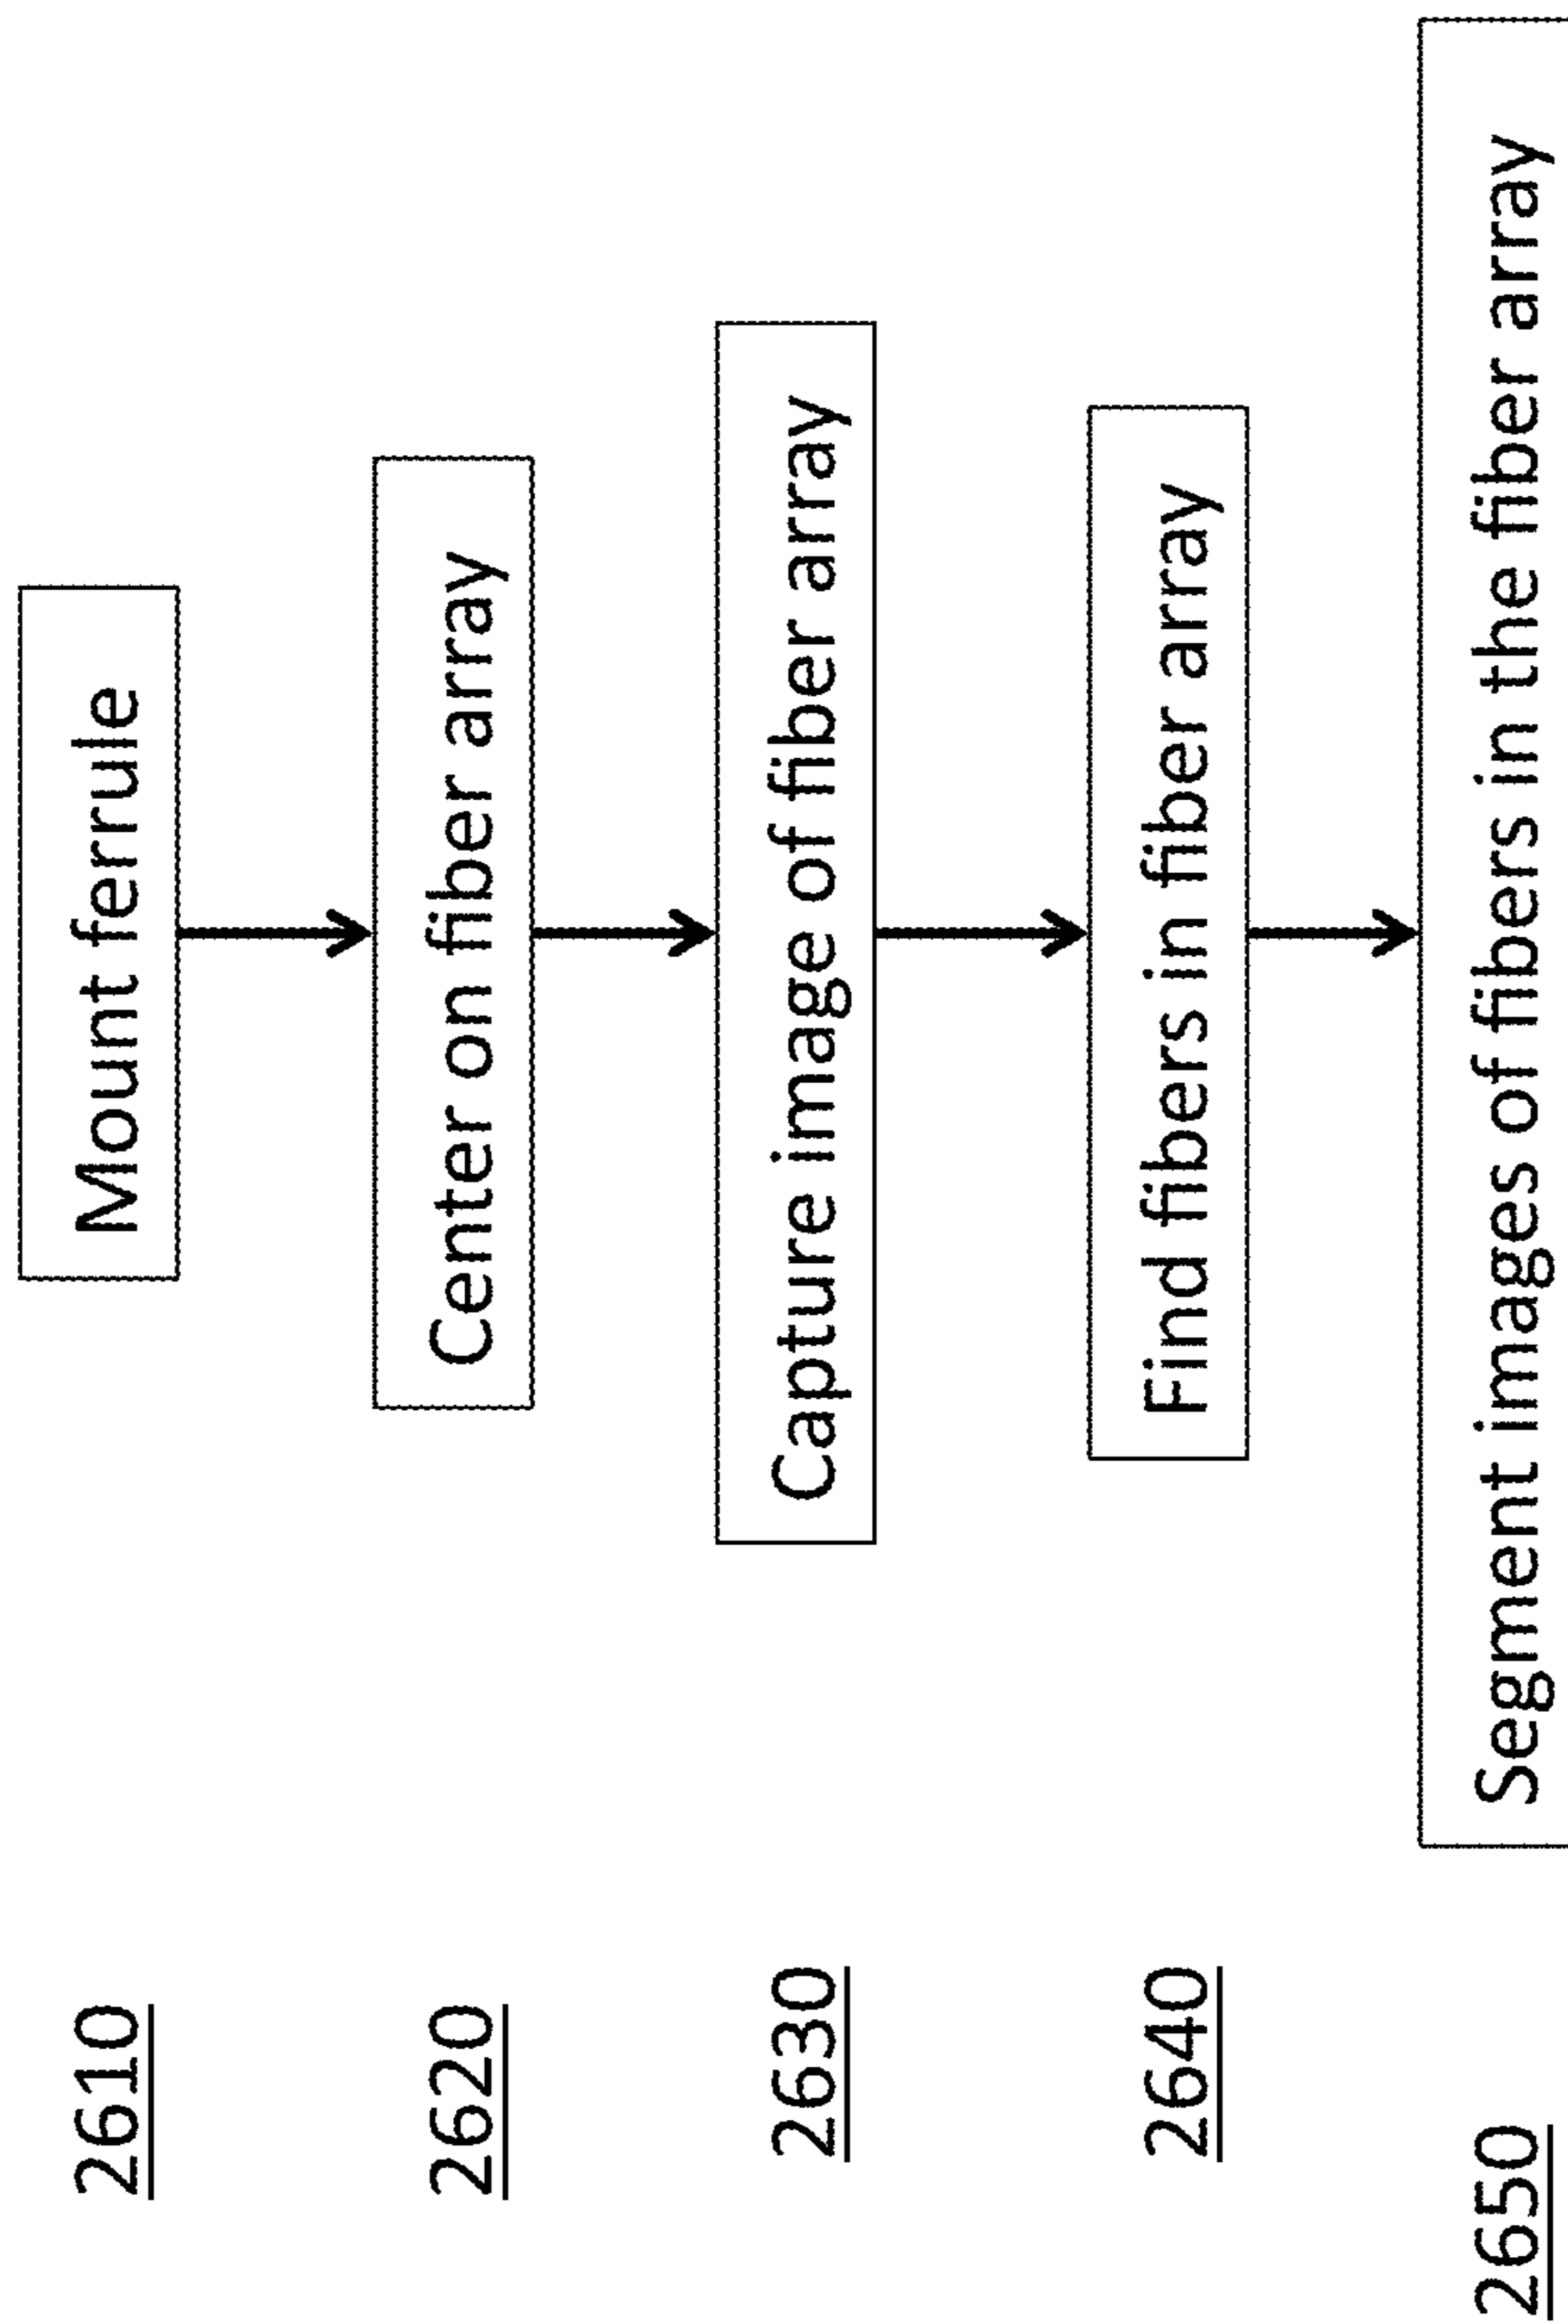 2610
Mount ferrule
2620
Center on fiber array
2630
Capture image of fiber array
2640
Find fibers in fiber array
2650
Segment images of fibers in the fiber array